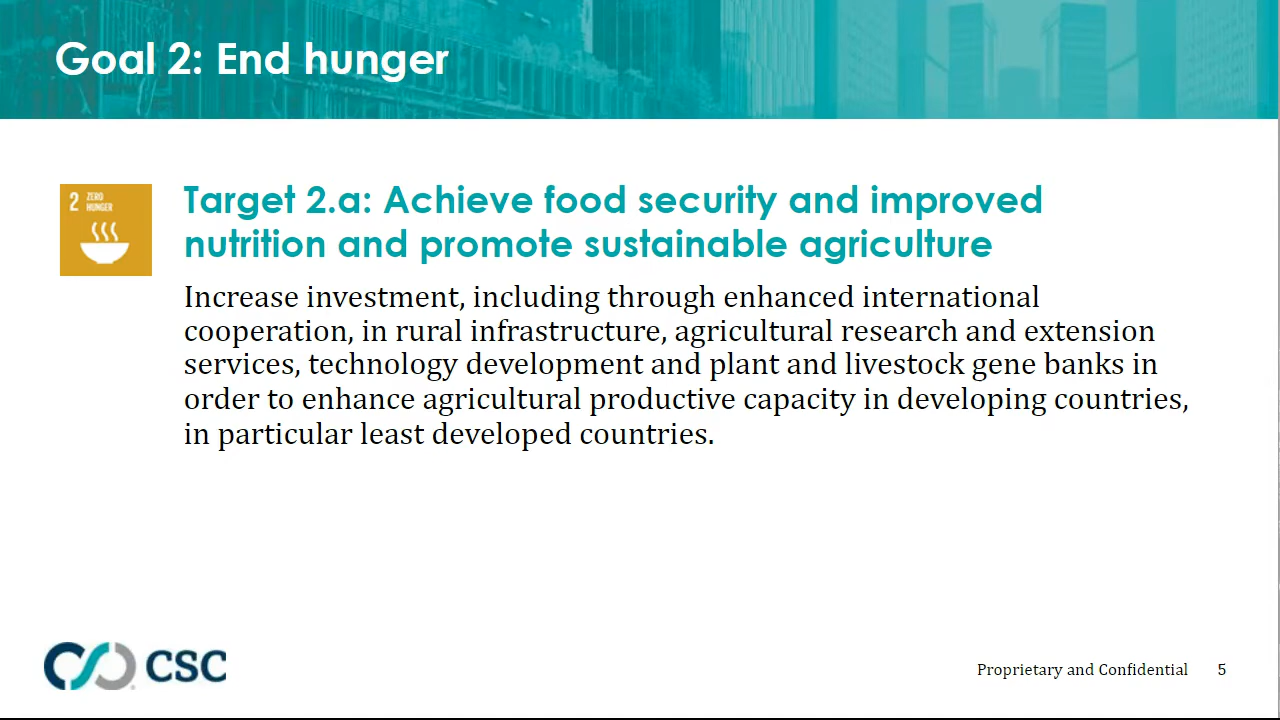 Goal 2: End hunger
2 ZERO
HUNGER
Target 2.a: Achieve food security and improved
nutrition and promote sustainable agriculture
Increase investment, including through enhanced international
cooperation, in rural infrastructure, agricultural research and extension
services, technology development and plant and livestock gene banks in
order to enhance agricultural productive capacity in developing countries,
in particular least developed countries.
CSC
Proprietary and Confidential 5